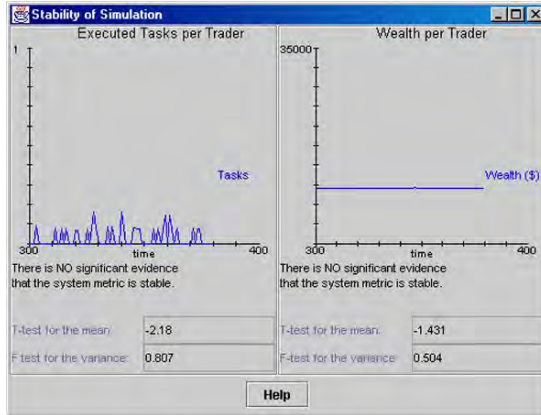 Stability of Simulation
Executed Tasks per Trader
1
Tasks
300
time
400
There is NO significant evidence
that the system metric is stable.
T-test for the mean:
-2.18
F test for the variance:
0.807
Wealth per Trader
35000
Wealth ($)
300
time
400
There is NO significant evidence
that the system metric is stable.
T-test for the mean:
-1.431
F-test for the variance:
0.504
Help